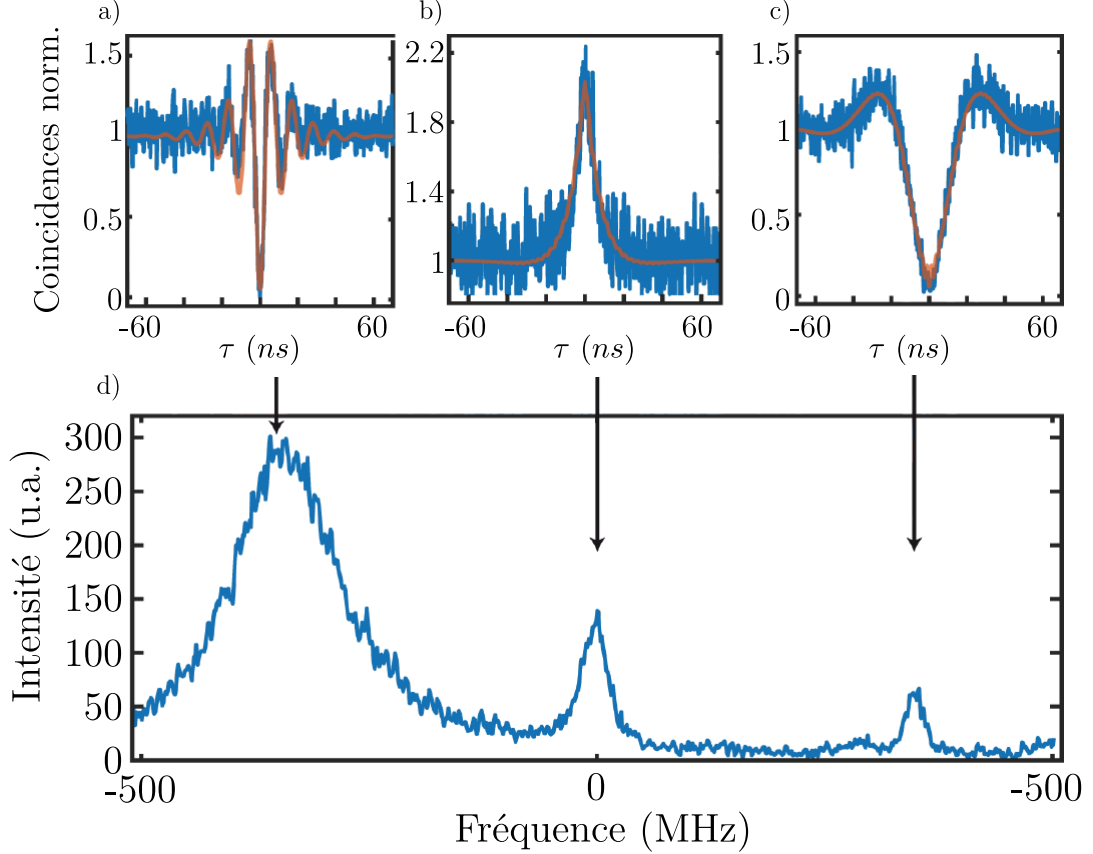 a)
b)
c)
Coincidences norm.
1.5
1
0.5
0
-60
60
τ (ns)
2.2
1.8
1.4
1
-60
60
τ (ns)
1.5
1
0.5
0
-60
60
τ (ns)
d)
Intensité (u.a.)
300
250
200
150
100
50
0
-500
0
-500
Fréquence (MHz)